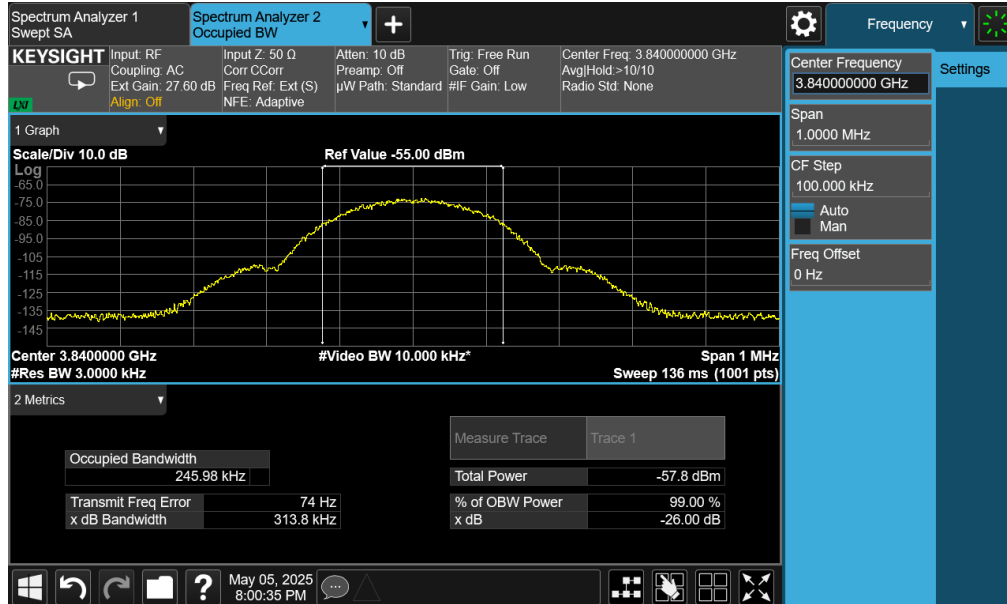 Spectrum Analyzer 1
Swept SA
Spectrum Analyzer 2
Occupied BW
Frequency
KEYSIGHT
LXI
Input: RF
Coupling: AC
Ext Gain: 27.60 dB
Align: Off
Input Z: 50 Ω
Corr CCorr
Freq Ref: Ext (S)
NFE: Adaptive
Atten: 10 dB
Preamp: Off
µW Path: Standard
Trig: Free Run
Gate: Off
#IF Gain: Low
Center Freq: 3.840000000 GHz
Avg|Hold:>10/10
Radio Std: None
Center Frequency
3.840000000 GHz
Settings
Span
1.0000 MHz
CF Step
100.000 kHz
Auto
Man
Freq Offset
0 Hz
1 Graph
Scale/Div 10.0 dB
Ref Value -55.00 dBm
Log
-65.0
-75.0
-85.0
-95.0
-105
-115
-125
-135
-145
Center 3.8400000 GHz
#Video BW 10.000 kHz*
Span 1 MHz
#Res BW 3.0000 kHz
Sweep 136 ms (1001 pts)
2 Metrics
Measure Trace
Trace 1
Occupied Bandwidth
245.98 kHz
Total Power
-57.8 dBm
Transmit Freq Error
74 Hz
% of OBW Power
99.00 %
x dB Bandwidth
313.8 kHz
x dB
-26.00 dB
?
May 05, 2025
8:00:35 PM